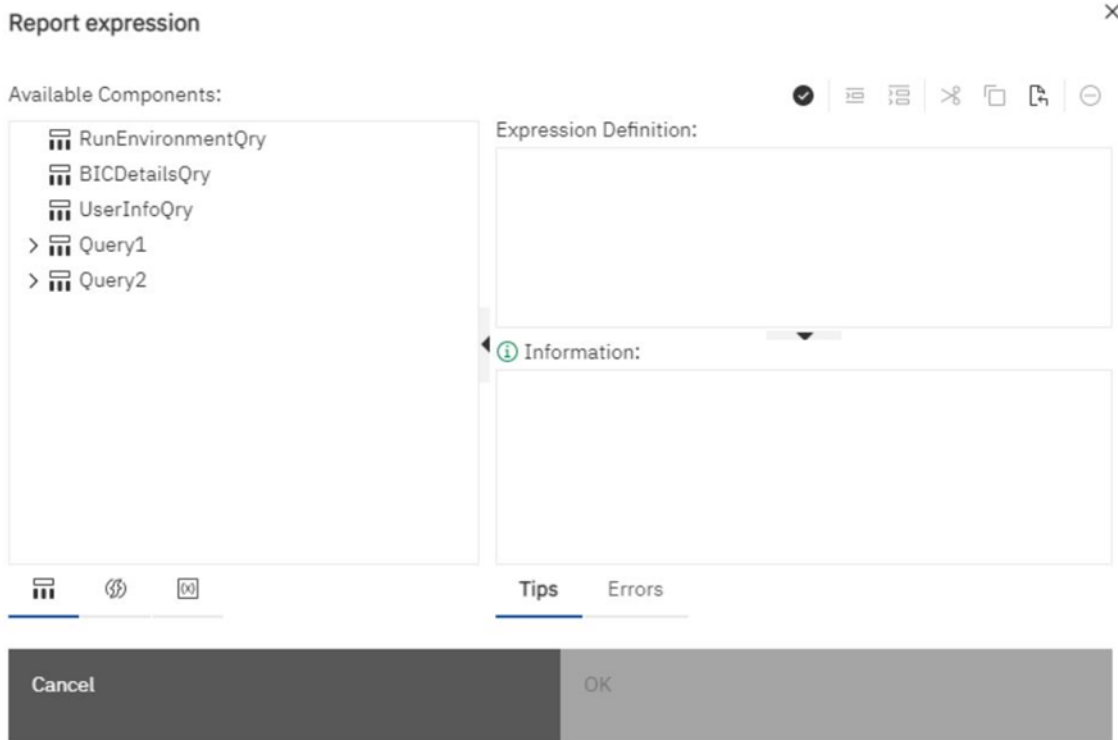 Report expression
Available Components:
RunEnvironmentQry
BICDetailsQry
UserInfoQry
Query1
Query2
Expression Definition:
Information:
Tips
Errors
Cancel
OK